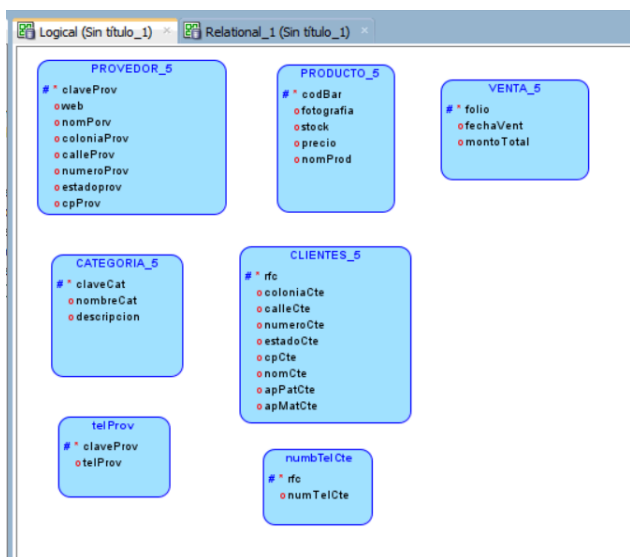 Logical (Sin título_1) × Relational_1 (Sin título_1) ×
PROVEDOR_5
# * claveProv
o web
o nomPorv
o coloniaProv
o calleProv
o numeroProv
o estadoprov
o cpProv
PRODUCTO_5
# * codBar
o fotografia
o stock
o precio
o nomProd
VENTA_5
# * folio
o fechaVent
o montoTotal
CATEGORIA_5
# * claveCat
o nombreCat
o descripcion
CLIENTES_5
# * rfc
o coloniaCte
o calleCte
o numeroCte
o estadoCte
o cpCte
o nomCte
o apPatCte
o apMatCte
telProv
# * claveProv
o telProv
numbTelCte
# * rfc
o numTelCte